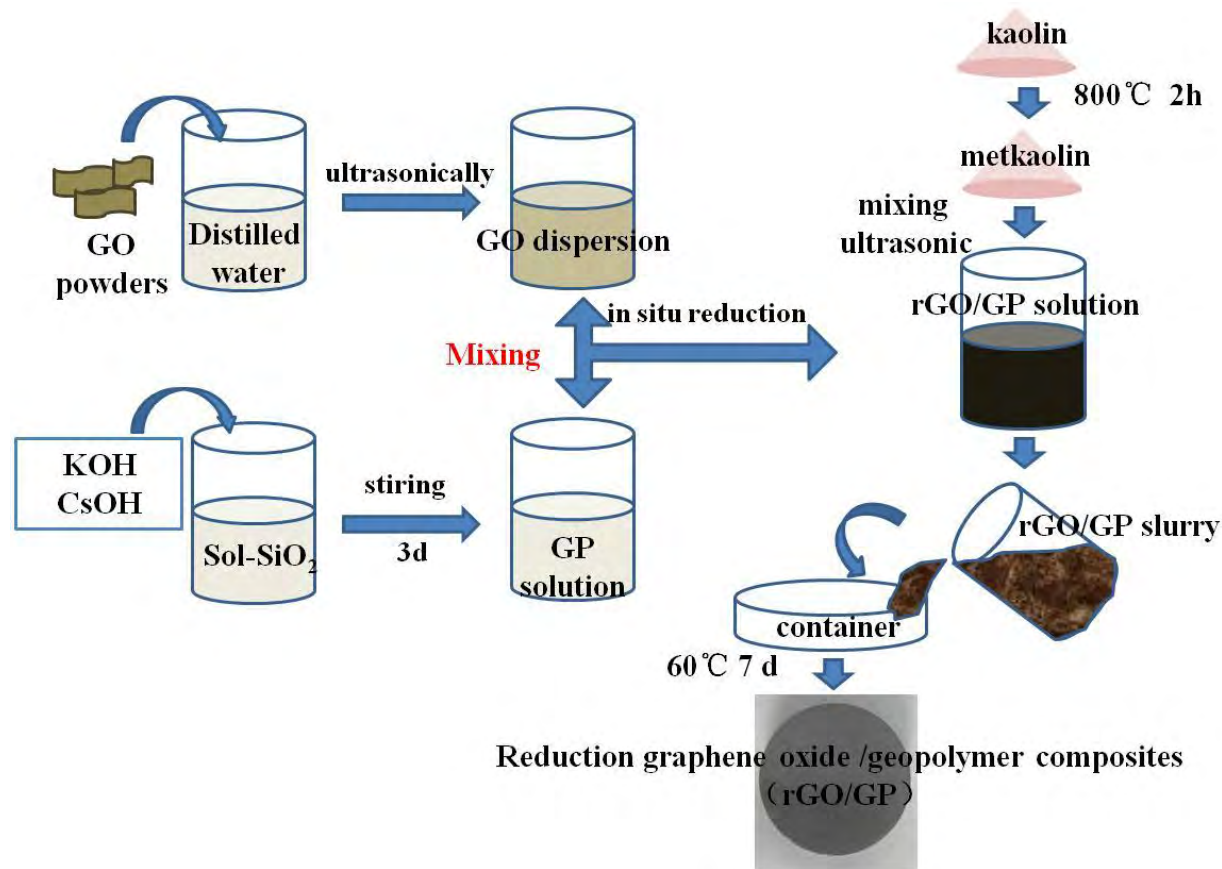 GO
powders
Distilled
water
ultrasonically
GO dispersion
KOH
CsOH
Sol-SiO₂
stiring
3d
GP
solution
Mixing
in situ reduction
kaolin
800℃ 2h
metkaolin
mixing
ultrasonic
rGO/GP solution
rGO/GP slurry
container
60℃ 7 d
Reduction graphene oxide /geopolymer composites
（rGO/GP）